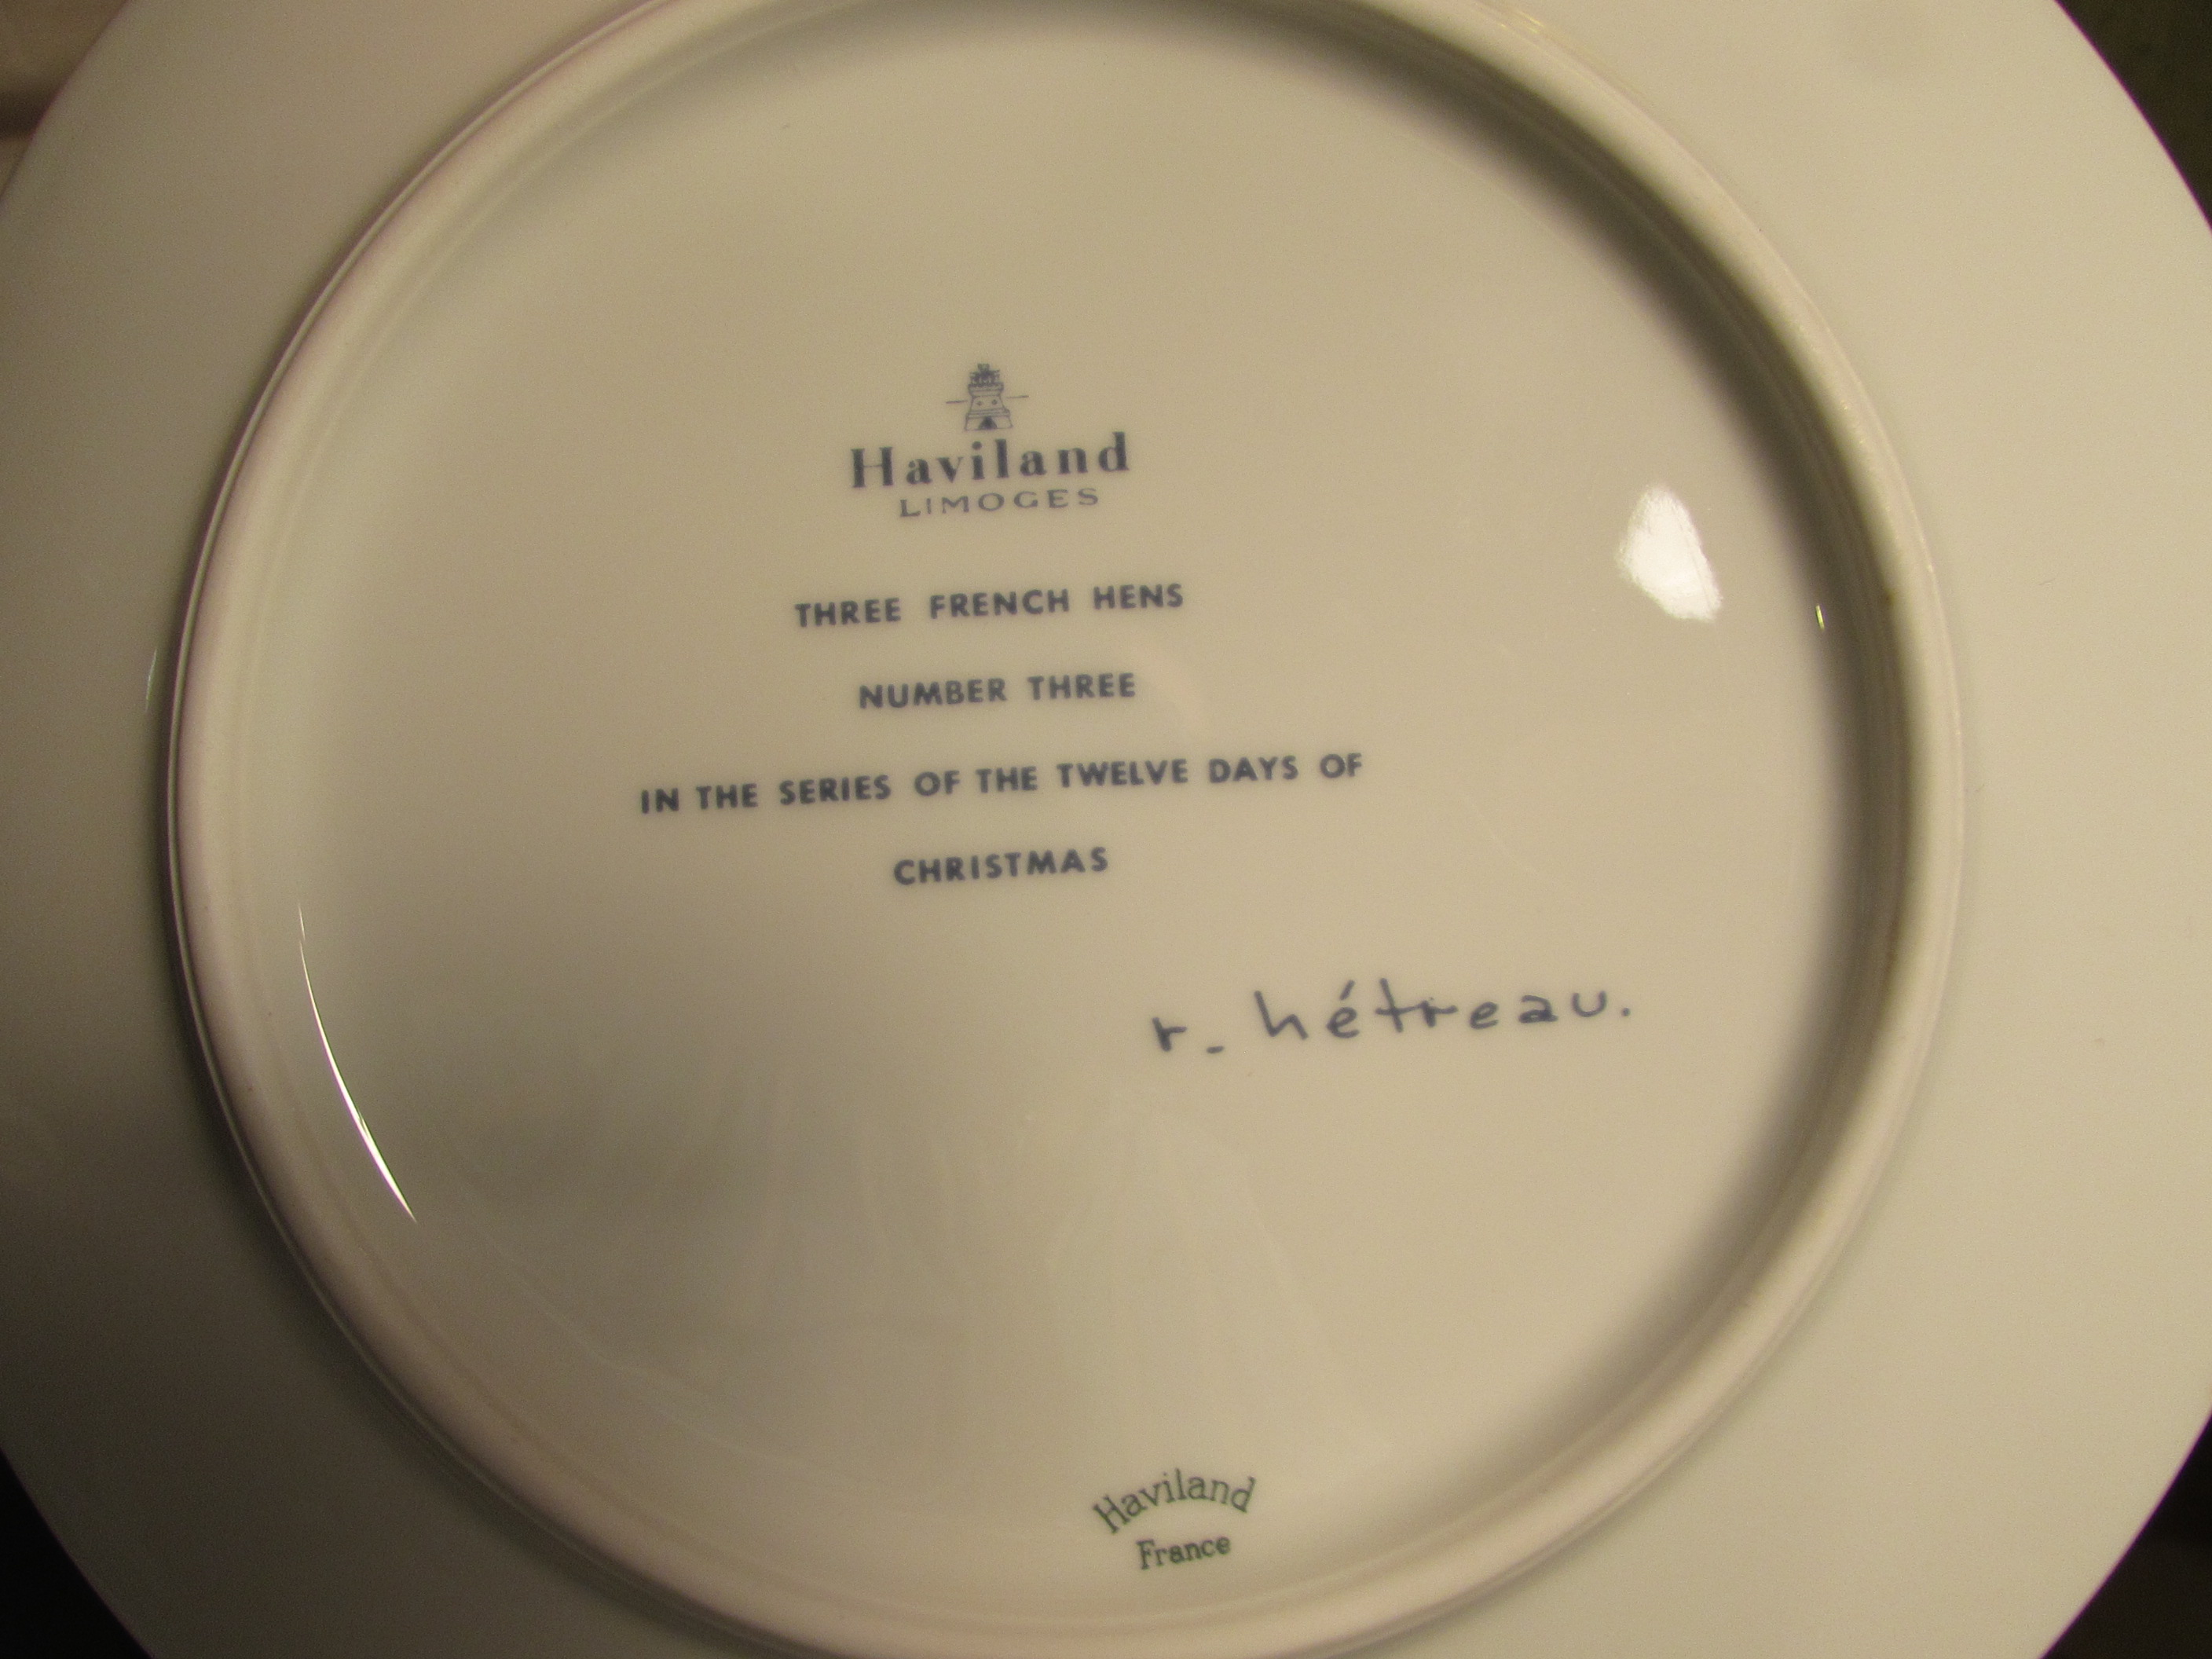 Haviland
LIMOGES
THREE FRENCH HENS
NUMBER THREE
IN THE SERIES OF THE TWELVE DAYS OF
CHRISTMAS
r. hétreau.
Haviland
France